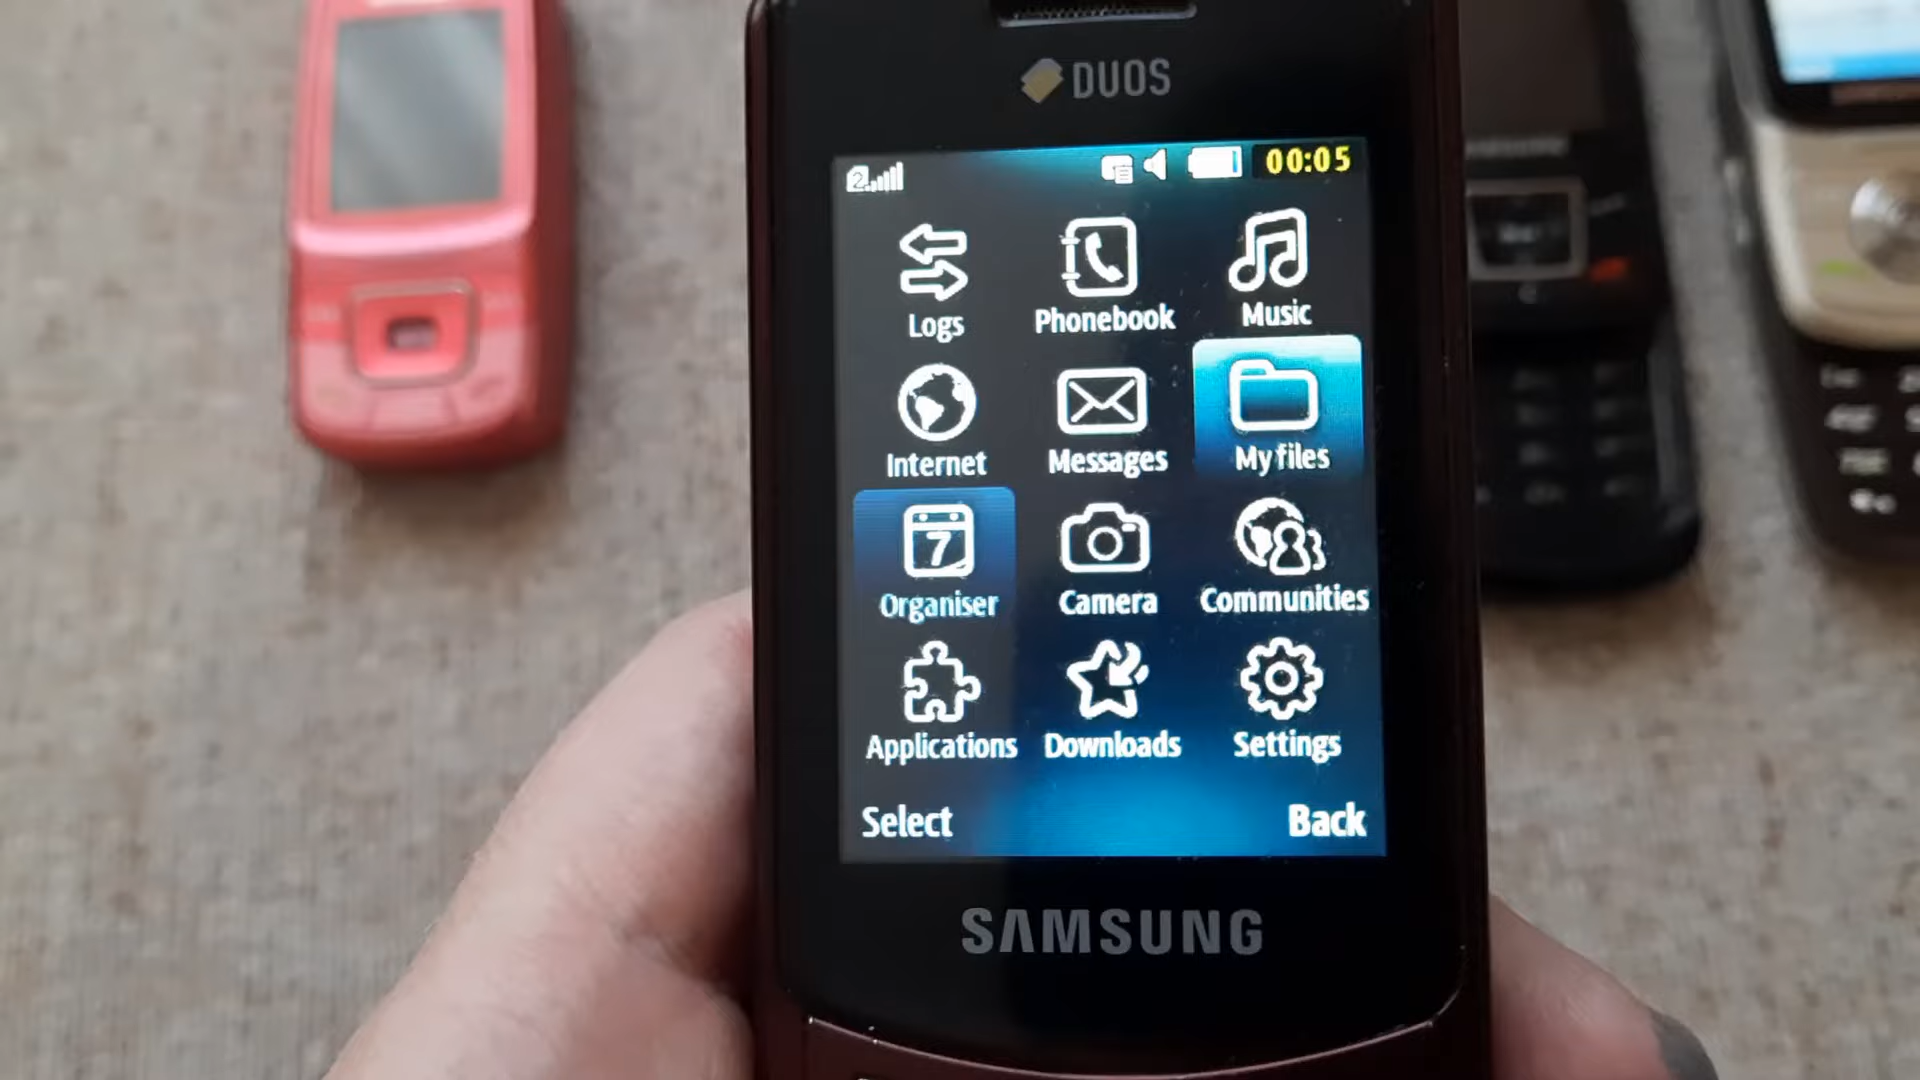 DUOS
2 00:05
Logs Phonebook Music
Internet Messages My files
7
Organiser Camera Communities
Applications Downloads Settings
Select Back
SAMSUNG